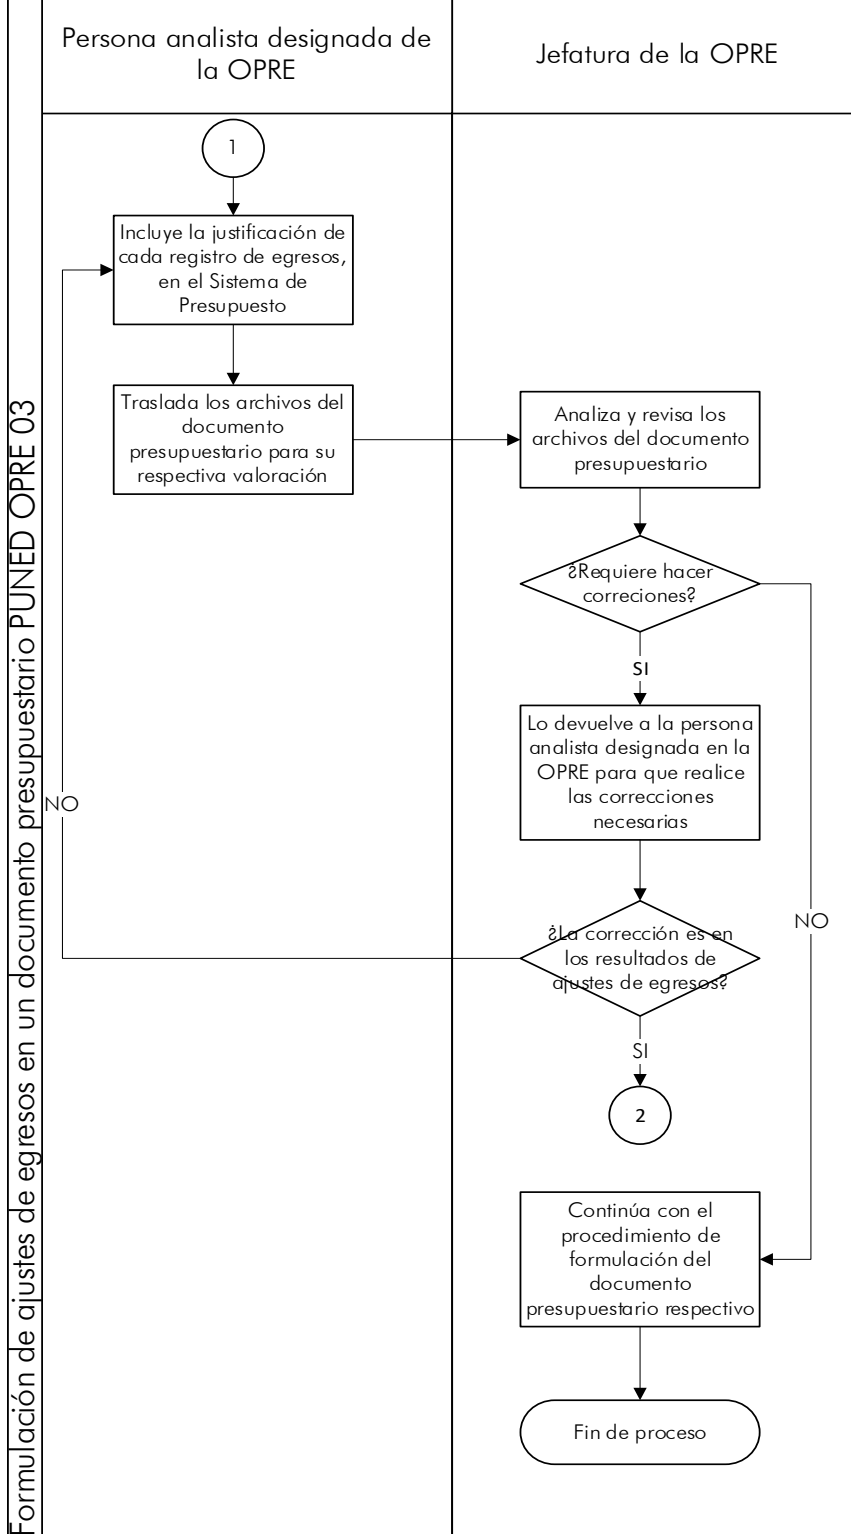 Formulación de ajustes de egresos en un documento presupuestario PUNED OPRE 03
Persona analista designada de
la OPRE
Jefatura de la OPRE
1
Incluye la justificación de
cada registro de egresos,
en el Sistema de
Presupuesto
Traslada los archivos del
documento
presupuestario para su
respectiva valoración
Analiza y revisa los
archivos del documento
presupuestario
¿Requiere hacer
correciones?
SI
Lo devuelve a la persona
analista designada en la
OPRE para que realice
las correcciones
necesarias
NO
NO
¿La corrección es en
los resultados de
ajustes de egresos?
SI
2
Continúa con el
procedimiento de
formulación del
documento
presupuestario respectivo
Fin de proceso